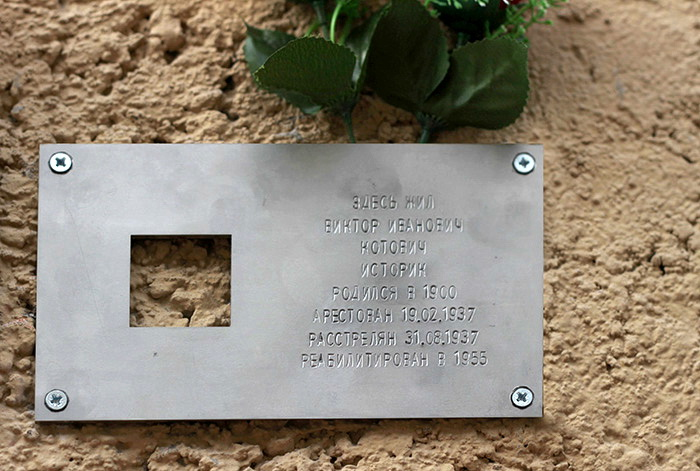 ЗДЕСЬ ЖИЛ
ВИКТОР ИВАНОВИЧ
КОТОВИЧ
ИСТОРИК
РОДИЛСЯ В 1900
АРЕСТОВАН 19.02.1937
РАССТРЕЛЯН 31.08.1937
РЕАБИЛИТИРОВАН В 1955